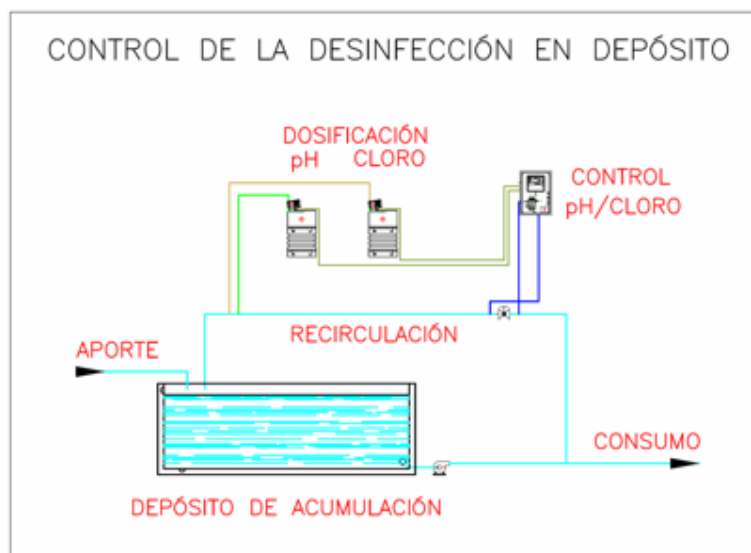 CONTROL DE LA DESINFECCIÓN EN DEPÓSITO
DOSIFICACIÓN
pH CLORO
CONTROL
pH/CLORO
RECIRCULACIÓN
APORTE
CONSUMO
DEPÓSITO DE ACUMULACIÓN